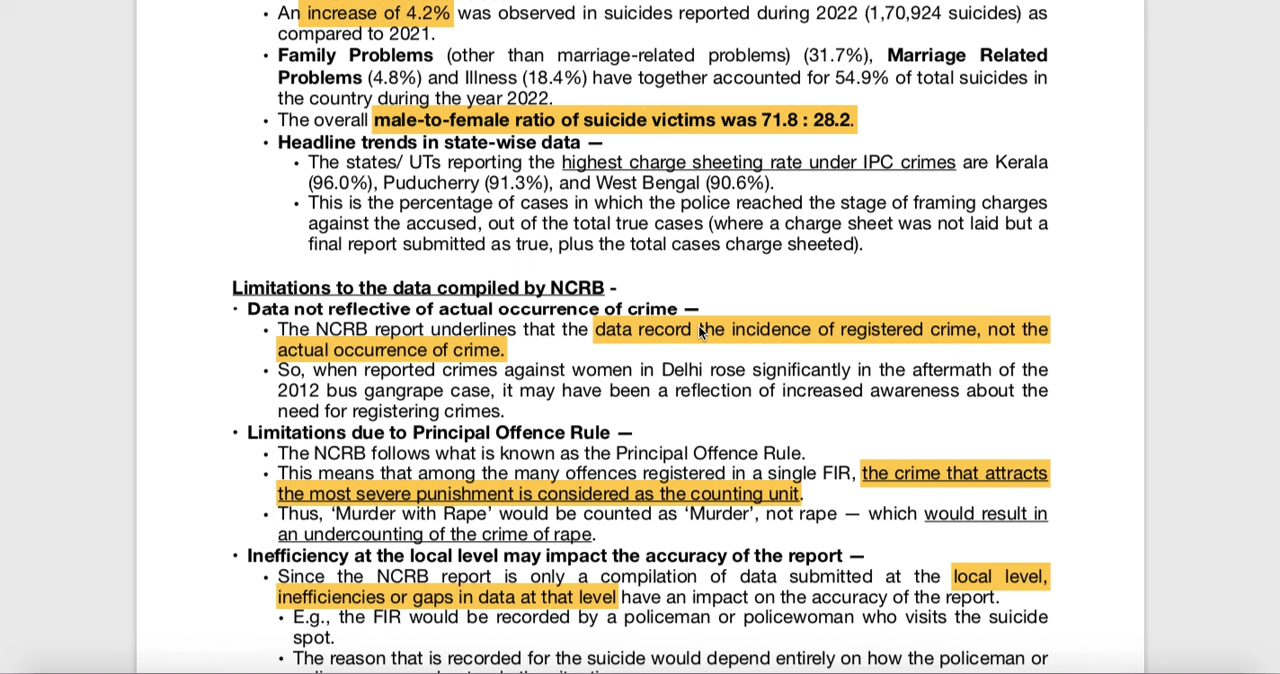 • An increase of 4.2% was observed in suicides reported during 2022 (1,70,924 suicides) as
compared to 2021.
• Family Problems (other than marriage-related problems) (31.7%), Marriage Related
Problems (4.8%) and Illness (18.4%) have together accounted for 54.9% of total suicides in
the country during the year 2022.
• The overall male-to-female ratio of suicide victims was 71.8 : 28.2.
• Headline trends in state-wise data —
• The states/ UTs reporting the highest charge sheeting rate under IPC crimes are Kerala
(96.0%), Puducherry (91.3%), and West Bengal (90.6%).
• This is the percentage of cases in which the police reached the stage of framing charges
against the accused, out of the total true cases (where a charge sheet was not laid but a
final report submitted as true, plus the total cases charge sheeted).
Limitations to the data compiled by NCRB -
• Data not reflective of actual occurrence of crime —
• The NCRB report underlines that the data record the incidence of registered crime, not the
actual occurrence of crime.
• So, when reported crimes against women in Delhi rose significantly in the aftermath of the
2012 bus gangrape case, it may have been a reflection of increased awareness about the
need for registering crimes.
• Limitations due to Principal Offence Rule —
• The NCRB follows what is known as the Principal Offence Rule.
• This means that among the many offences registered in a single FIR, the crime that attracts
the most severe punishment is considered as the counting unit.
• Thus, ‘Murder with Rape’ would be counted as ‘Murder’, not rape — which would result in
an undercounting of the crime of rape.
• Inefficiency at the local level may impact the accuracy of the report —
• Since the NCRB report is only a compilation of data submitted at the local level,
inefficiencies or gaps in data at that level have an impact on the accuracy of the report.
• E.g., the FIR would be recorded by a policeman or policewoman who visits the suicide
spot.
• The reason that is recorded for the suicide would depend entirely on how the policeman or